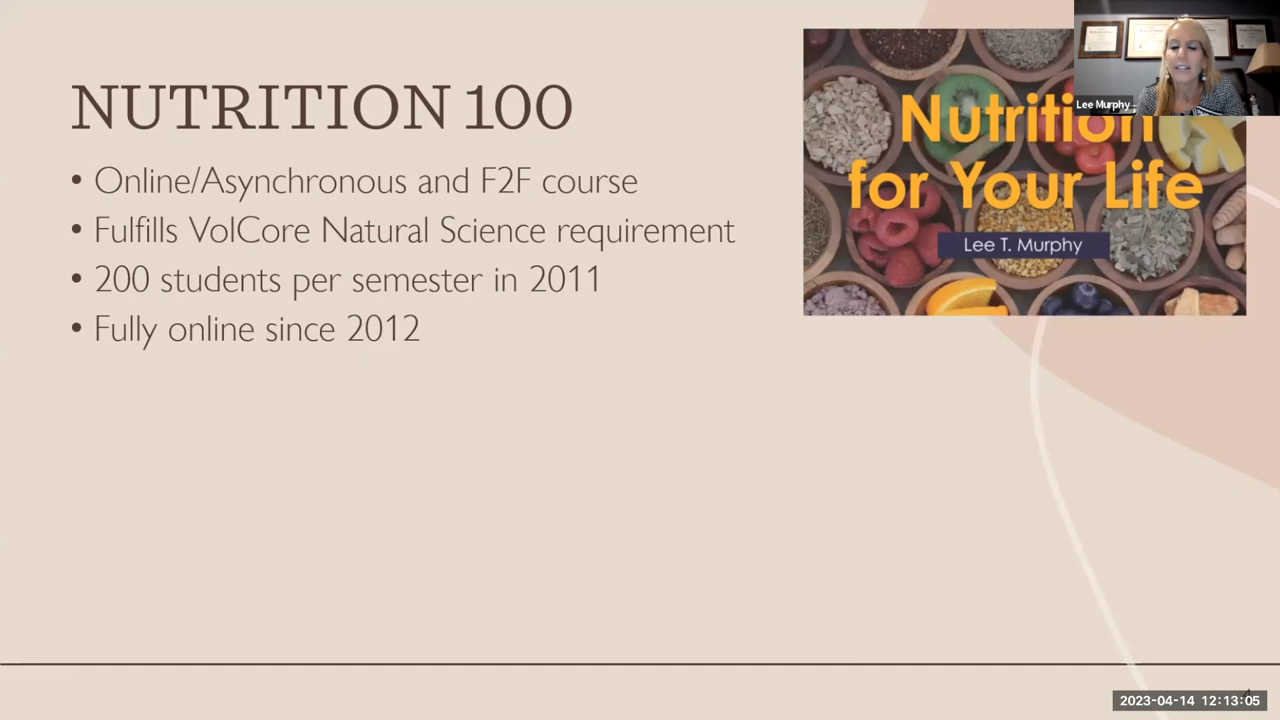 NUTRITION 100
• Online/Asynchronous and F2F course
• Fulfills VolCore Natural Science requirement
• 200 students per semester in 2011
• Fully online since 2012
Nutrition
for Your Life
Lee T. Murphy
Lee Murphy
2023-04-14 12:13:05